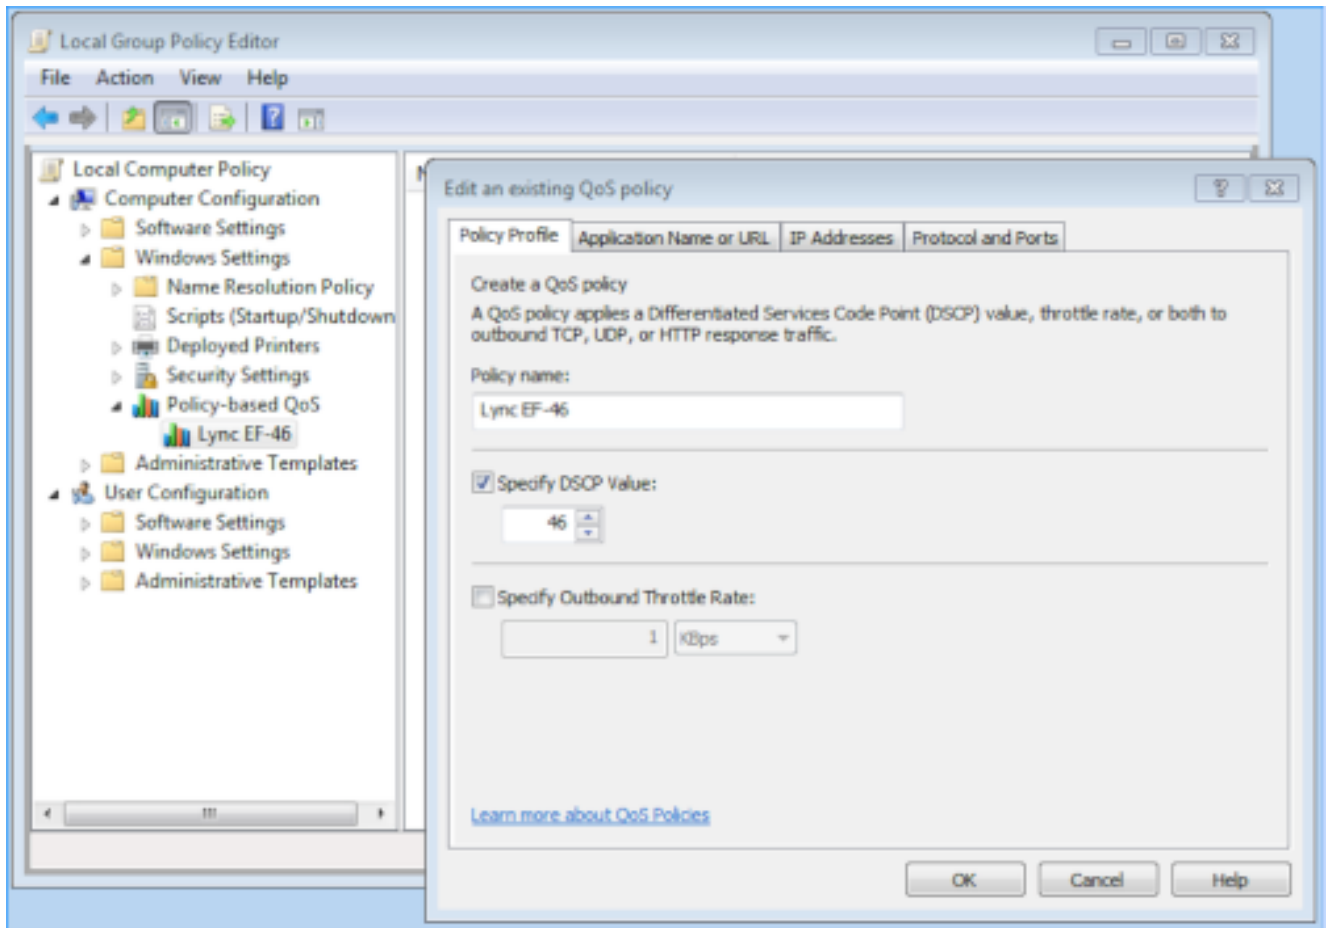 Local Group Policy Editor
File Action View Help
Local Computer Policy
Computer Configuration
Software Settings
Windows Settings
Name Resolution Policy
Scripts (Startup/Shutdown
Deployed Printers
Security Settings
Policy-based QoS
Lync EF-46
Administrative Templates
User Configuration
Software Settings
Windows Settings
Administrative Templates
Edit an existing QoS policy
Policy Profile Application Name or URL IP Addresses Protocol and Ports
Create a QoS policy
A QoS policy applies a Differentiated Services Code Point (DSCP) value, throttle rate, or both to
outbound TCP, UDP, or HTTP response traffic.
Policy name:
Lync EF-46
Specify DSCP Value:
46
Specify Outbound Throttle Rate:
1 KBps
Learn more about QoS Policies
OK Cancel Help